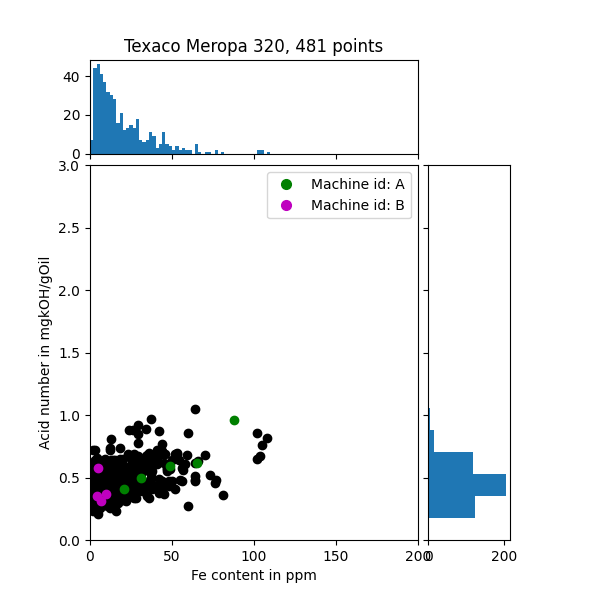 Texaco Meropa 320, 481 points
40
20
0
3.0
2.5
2.0
1.5
1.0
0.5
0.0
Acid number in mgkOH/gOil
Machine id: A
Machine id: B
0 50 100 150 200
0 200
Fe content in ppm